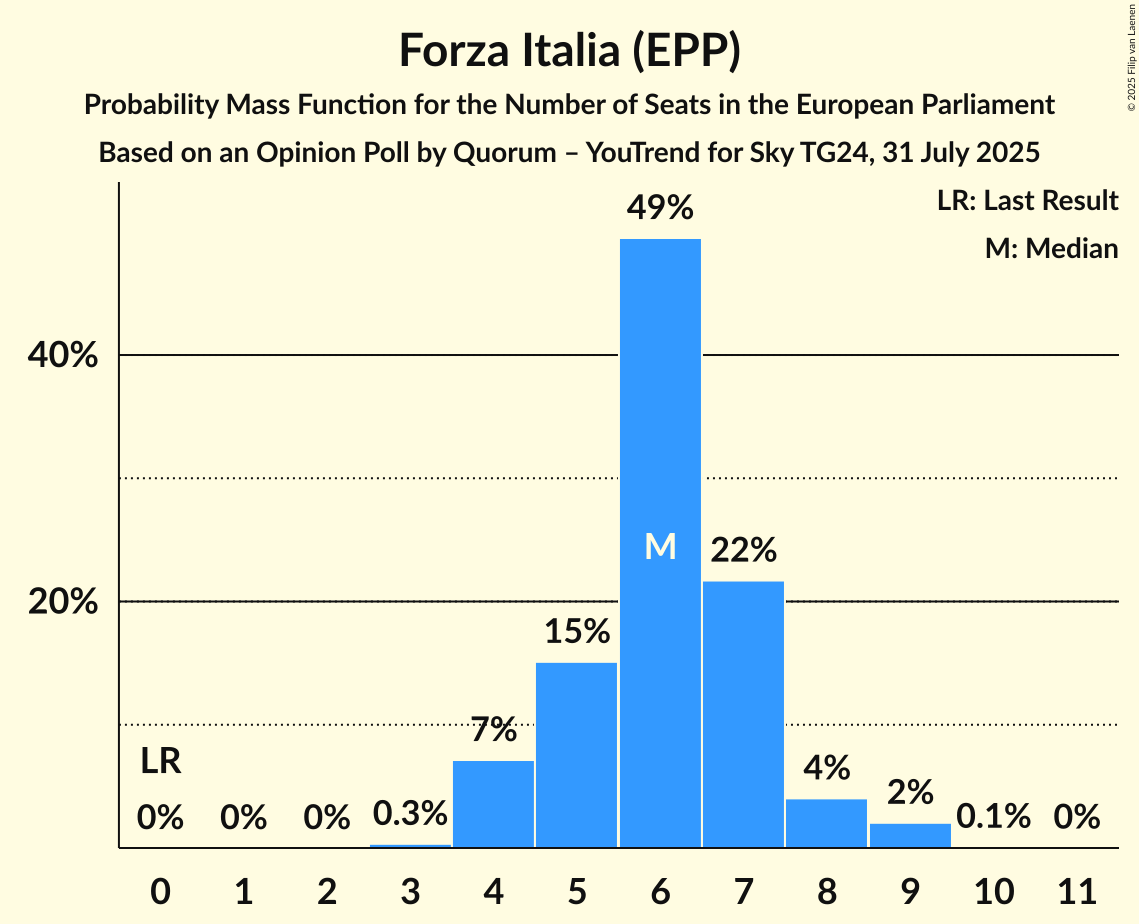 Forza Italia (EPP)
Probability Mass Function for the Number of Seats in the European Parliament
Based on an Opinion Poll by Quorum – YouTrend for Sky TG24, 31 July 2025
© 2025 Filip van Laenen
LR: Last Result
M: Median
49%
40%
M
22%
20%
15%
7%
LR
4%
2%
0%
0%
0%
0.3%
0.1%
0%
0 1 2 3 4 5 6 7 8 9 10 11